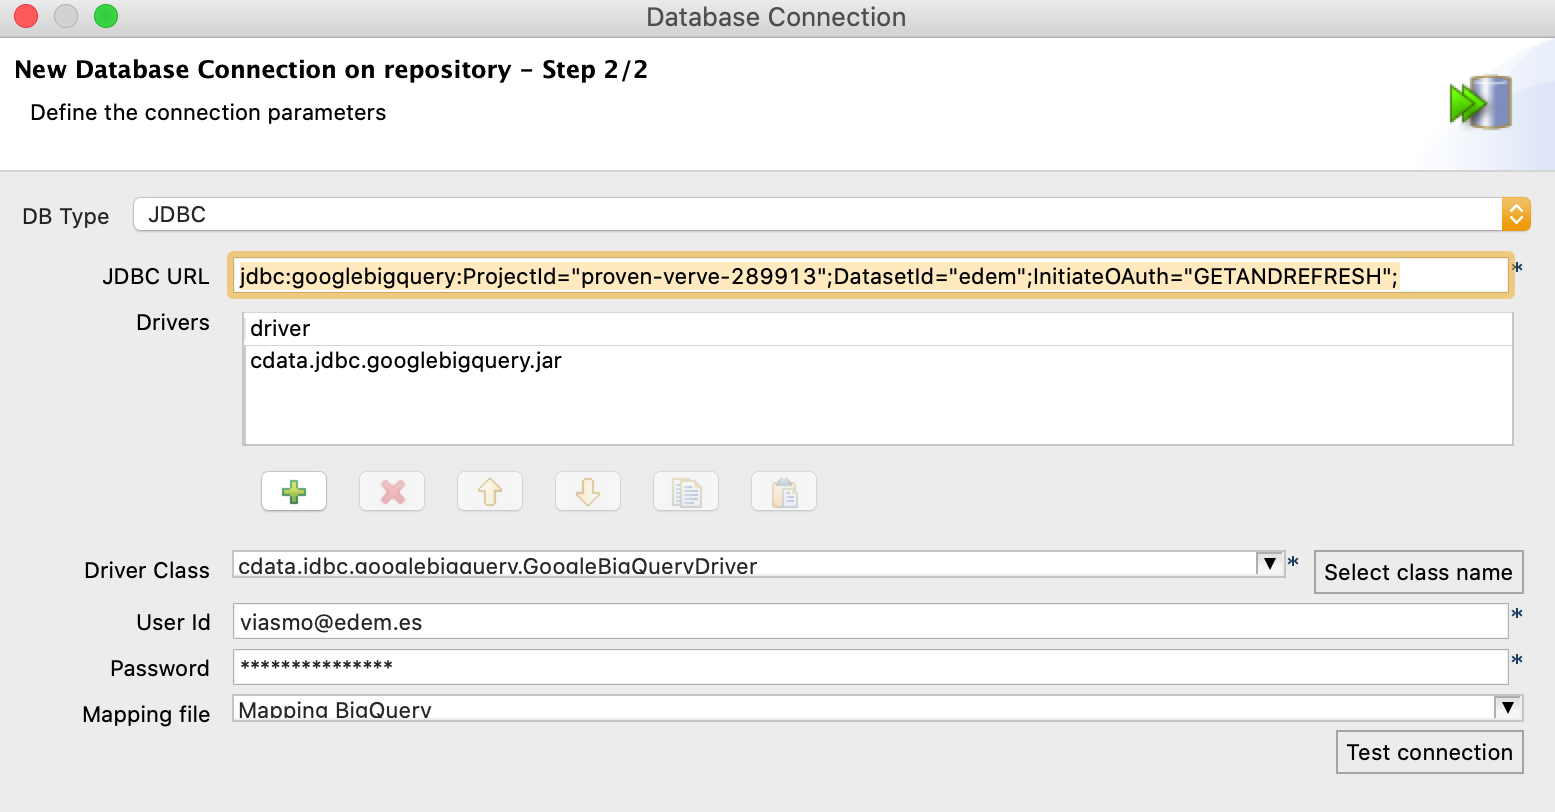 Database Connection
New Database Connection on repository – Step 2/2
Define the connection parameters
DB Type JDBC
JDBC URL jdbc:googlebigquery:ProjectId="proven-verve-289913";DatasetId="edem";InitiateOAuth="GETANDREFRESH"; *
Drivers driver
cdata.jdbc.googlebigquery.jar
Driver Class cdata.jdbc.googlebigquery.GoogleBigQueryDriver * Select class name
User Id viasmo@edem.es *
Password *************** *
Mapping file Mapping BigQuery
Test connection